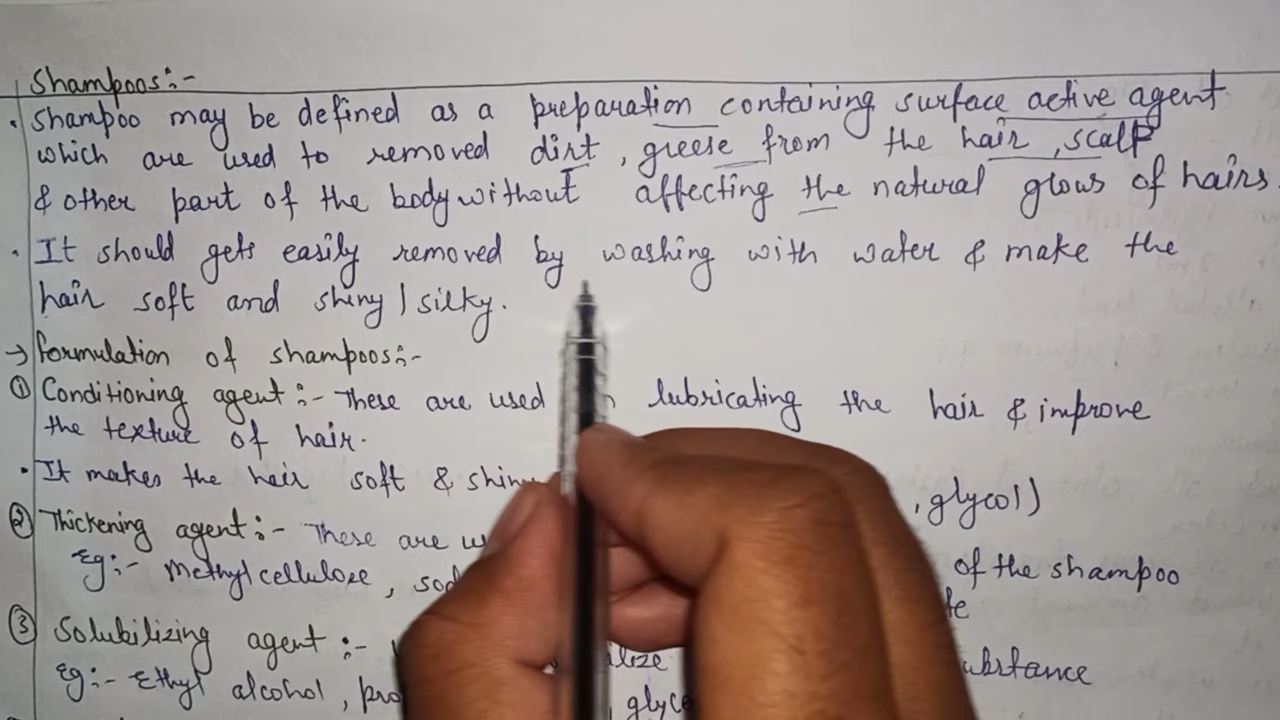 Shampoos:-
• Shampoo may be defined as a preparation containing surface active agent
which are used to removed dirt, greese from the hair, scalp
& other part of the body without affecting the natural glows of hairs.
• It should gets easily removed by washing with water & make the
hair soft and shiny / silky.
→ formulation of shampoos:-
① Conditioning agent :- These are used lubricating the hair & improve
the texture of hair.
• It makes the hair soft & , glycol)
② Thickening agent:- These are of the shampoo
Eg:- Methyl cellulose,
③ Solubilizing agent :- substance
Eg:- Ethyl alcohol,